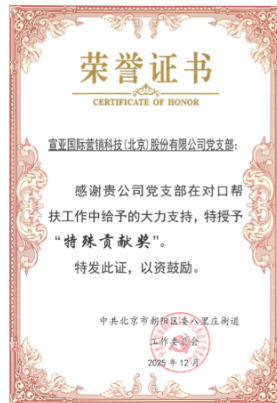 荣誉证书
CERTIFICATE OF HONOR
宣亚国际营销科技(北京)股份有限公司党支部:
感谢贵公司党支部在对口帮
扶工作中给予的大力支持，特授予
“特殊贡献奖”。
特发此证，以资鼓励。
中共北京市朝阳区委八里庄街道
工作委员会
2025年12月